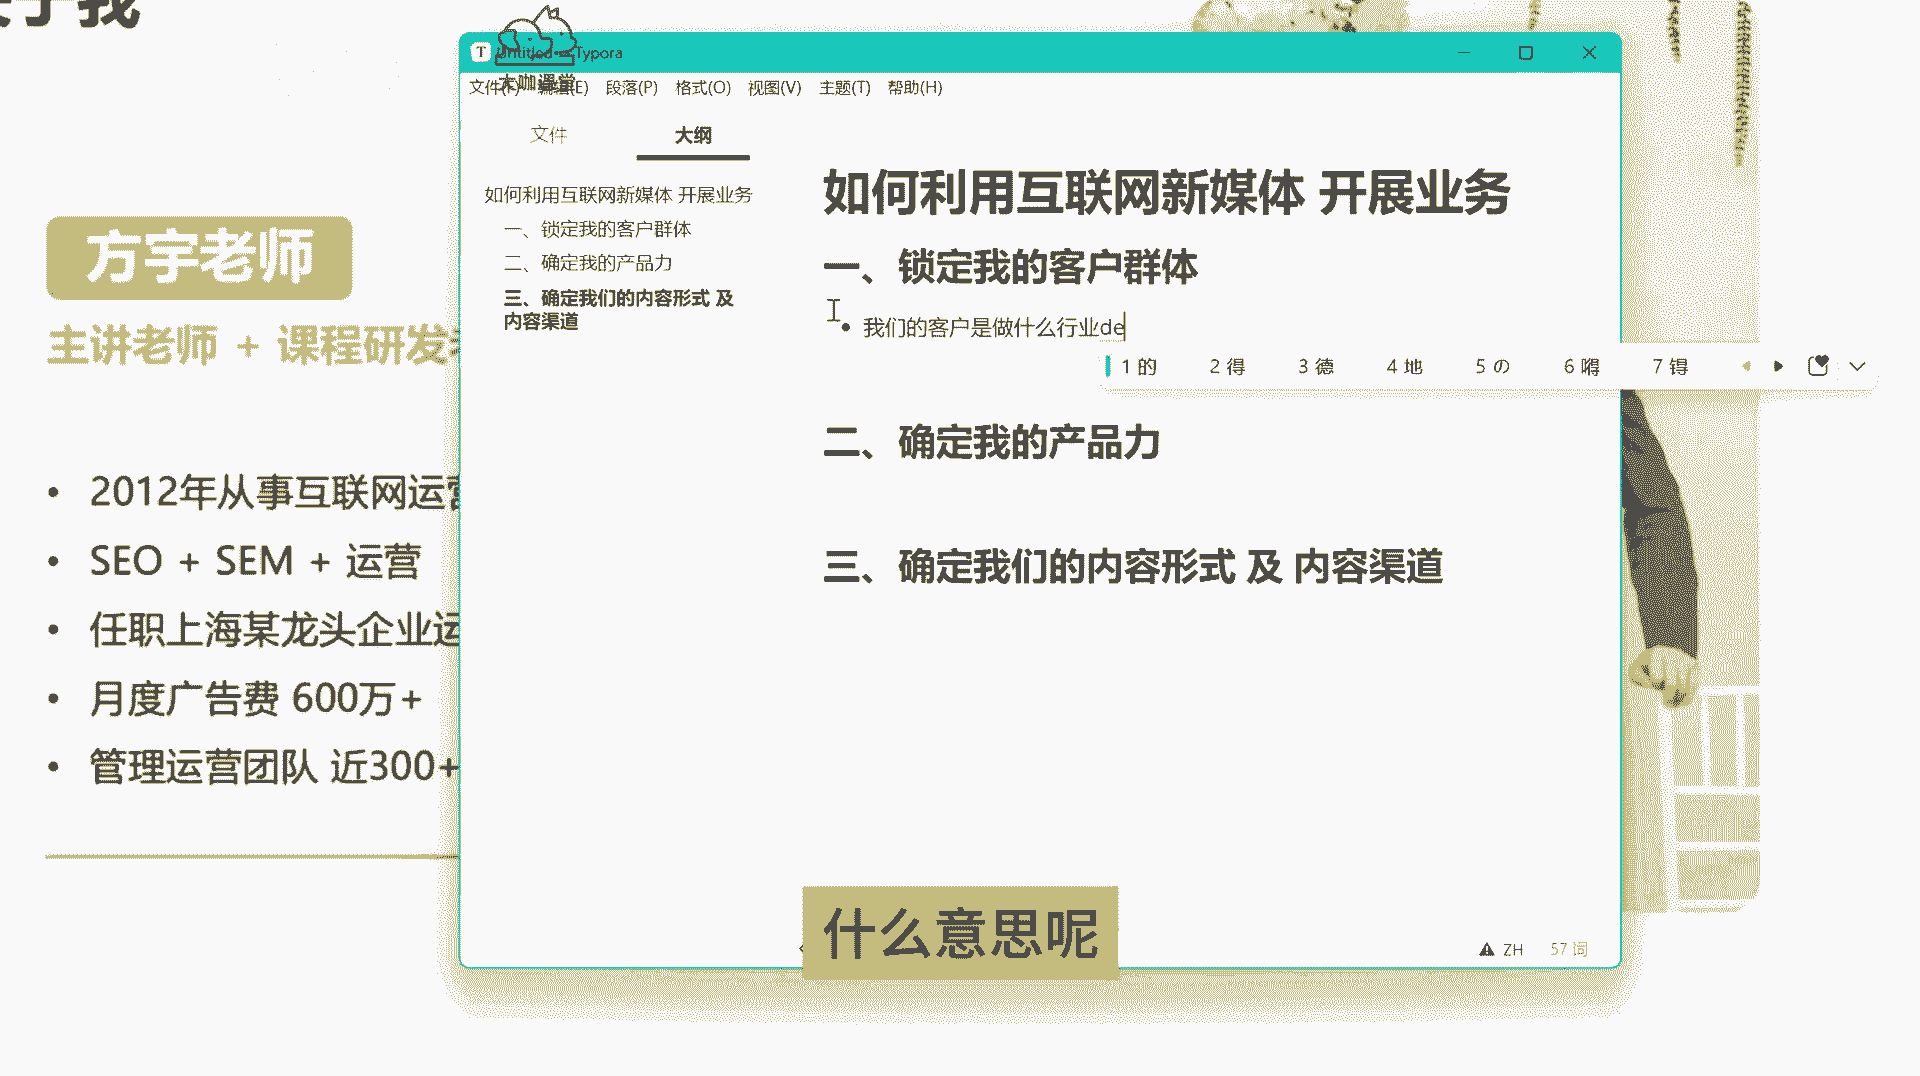 于我
方宇老师
主讲老师 + 课程研发
• 2012年从事互联网运营
• SEO + SEM + 运营
• 任职上海某龙头企业运
• 月度广告费 600万+
• 管理运营团队 近300+
T Untitled • - Typora
大咖课堂
文件(F) 编辑(E) 段落(P) 格式(O) 视图(V) 主题(T) 帮助(H)
文件 大纲
如何利用互联网新媒体 开展业务
一、锁定我的客户群体
二、确定我的产品力
三、确定我们的内容形式 及
内容渠道
如何利用互联网新媒体 开展业务
一、锁定我的客户群体
• 我们的客户是做什么行业de
1 的 2 得 3 德 4 地 5 の 6 嘚 7 锝
二、确定我的产品力
三、确定我们的内容形式 及 内容渠道
什么意思呢
ZH 57 词